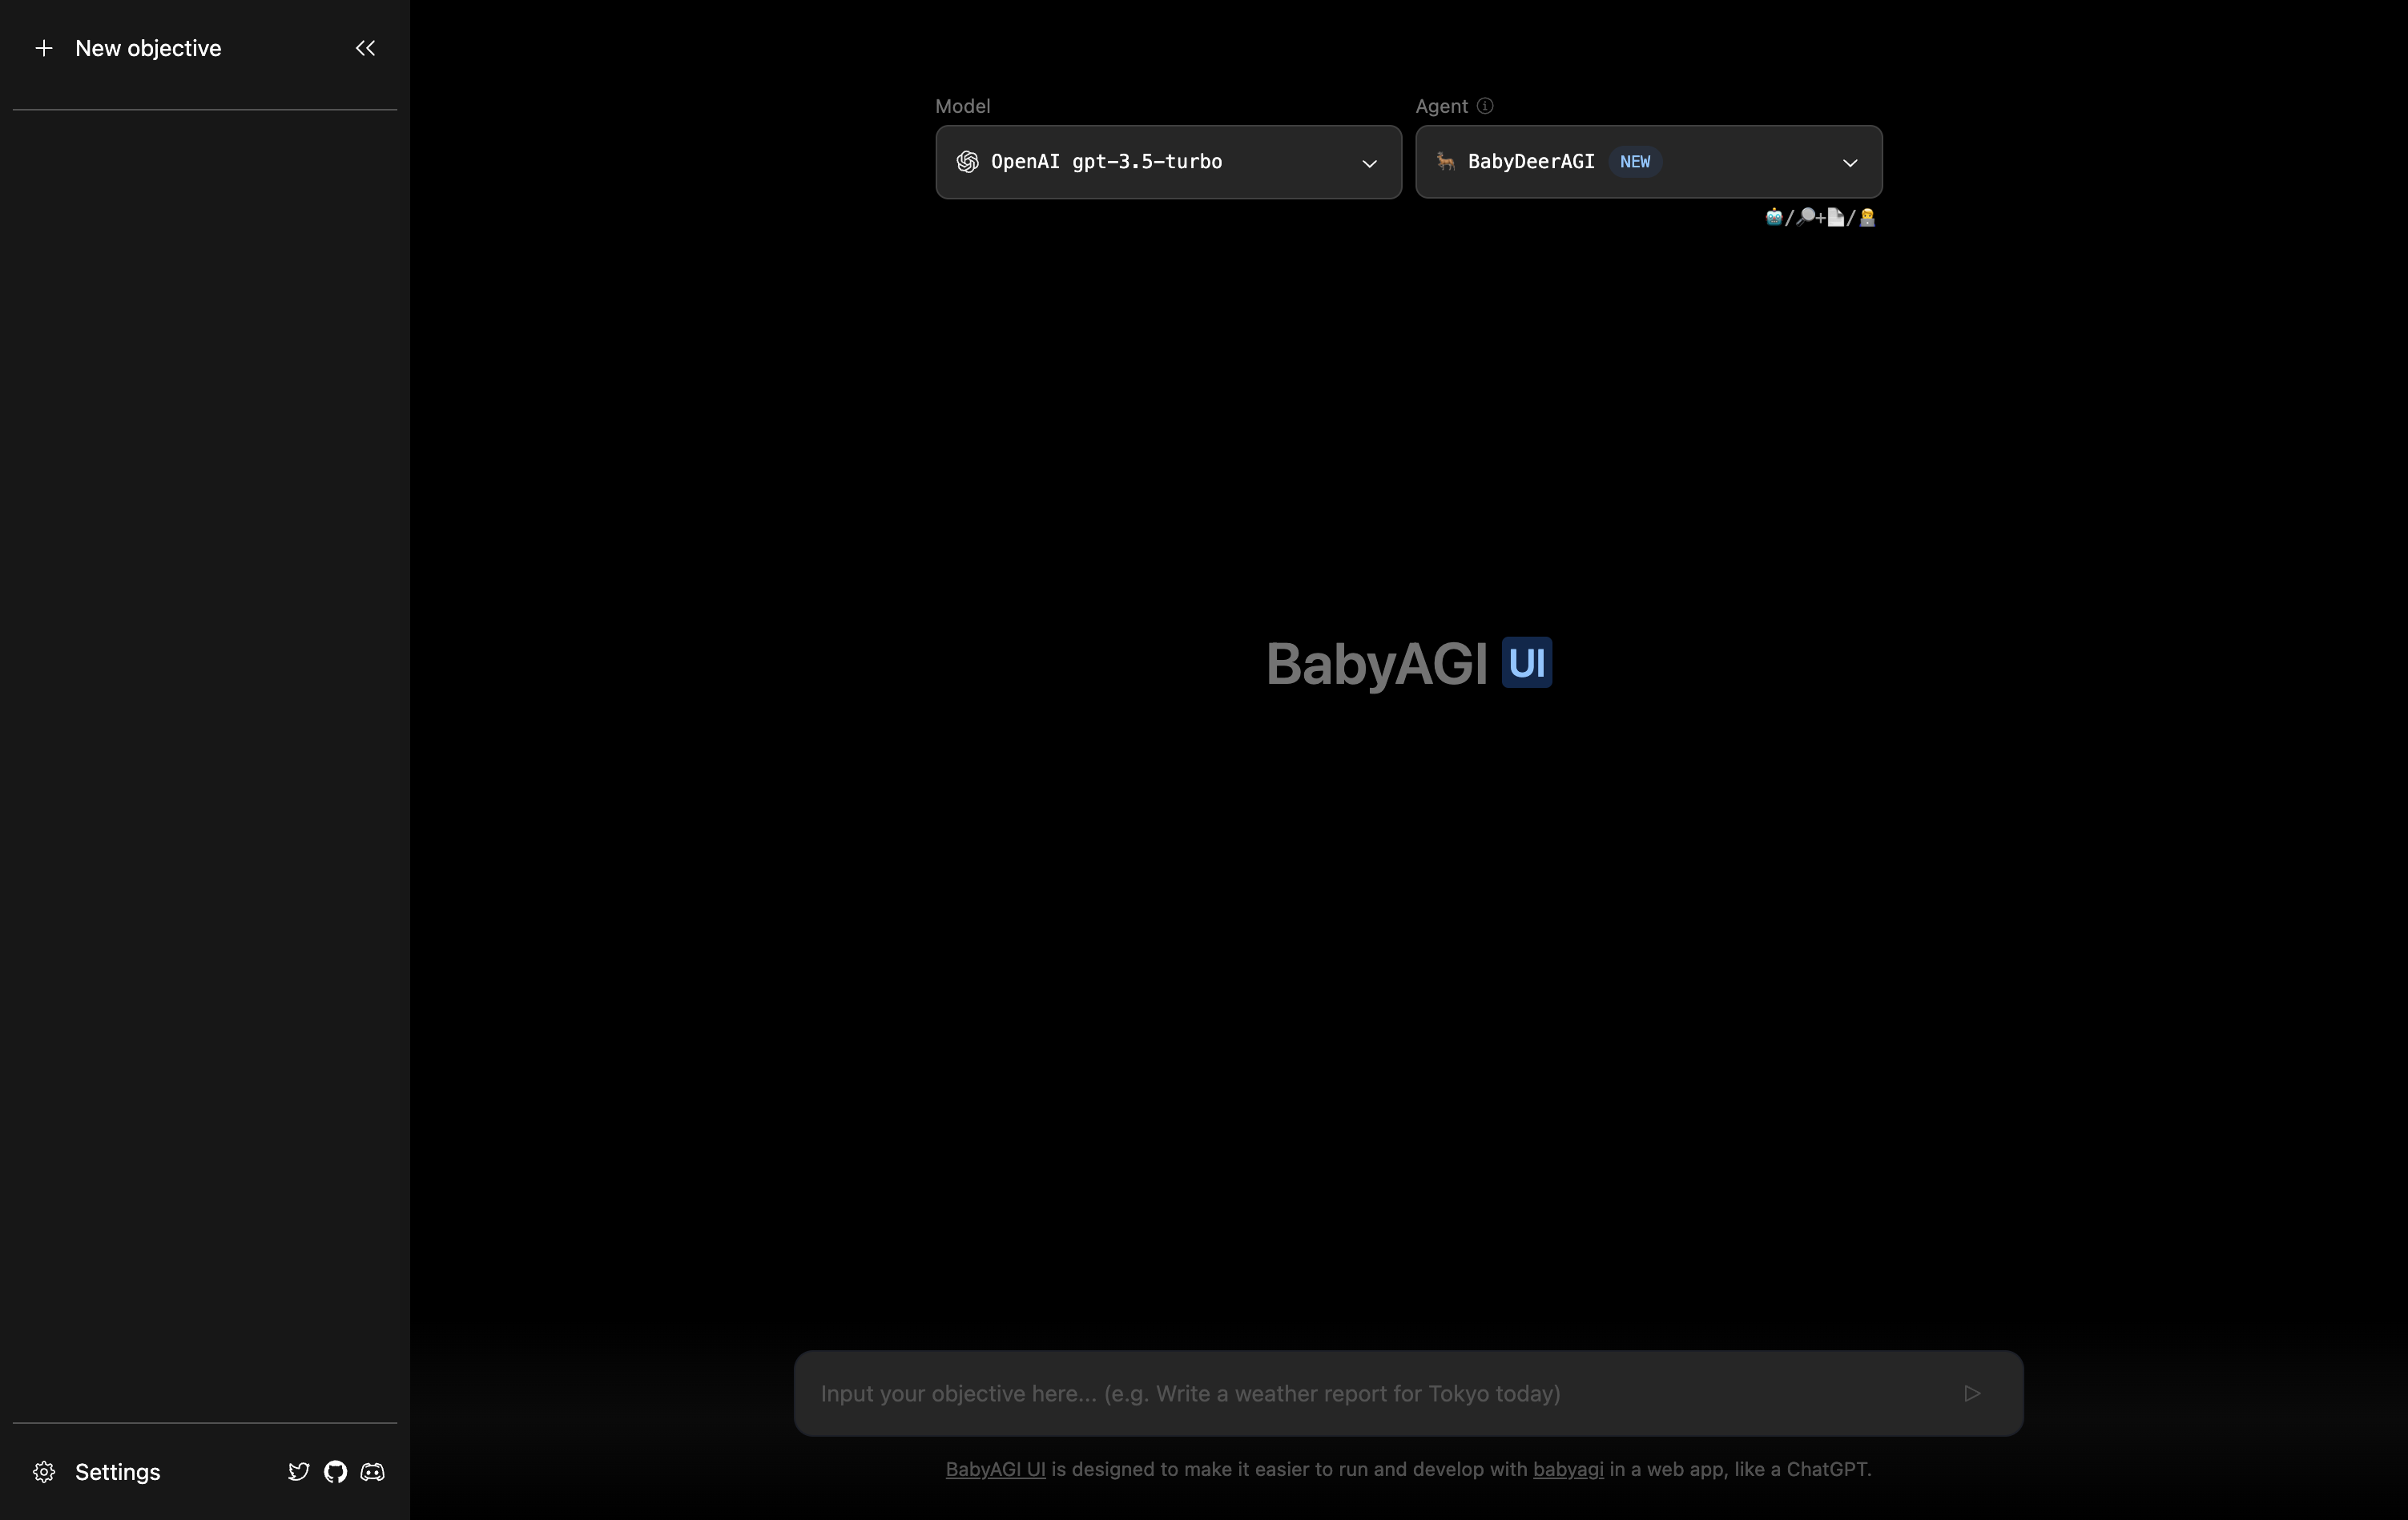 New objective
Model
Agent
OpenAI gpt-3.5-turbo
🦌 BabyDeerAGI NEW
🤖/🔎+📄/👨‍💻
BabyAGI UI
Input your objective here... (e.g. Write a weather report for Tokyo today)
BabyAGI UI is designed to make it easier to run and develop with babyagi in a web app, like a ChatGPT.
Settings